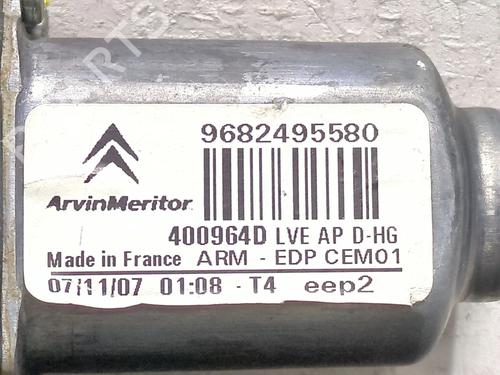 PARTS
9682495580
ArvinMeritor
400964D LVE AP D-HG
Made in France ARM - EDP CEM01
07/11/07 01:08 - T4 eep2